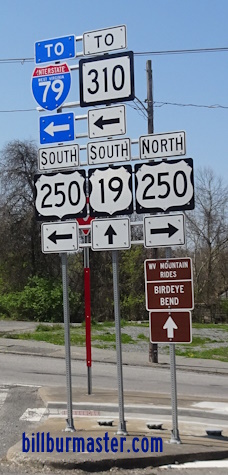 TO TO
INTERSTATE
WEST VIRGINIA
79
310
SOUTH SOUTH NORTH
250 19 250
WV MOUNTAIN
RIDES
BIRDEYE
BEND
billburmaster.com